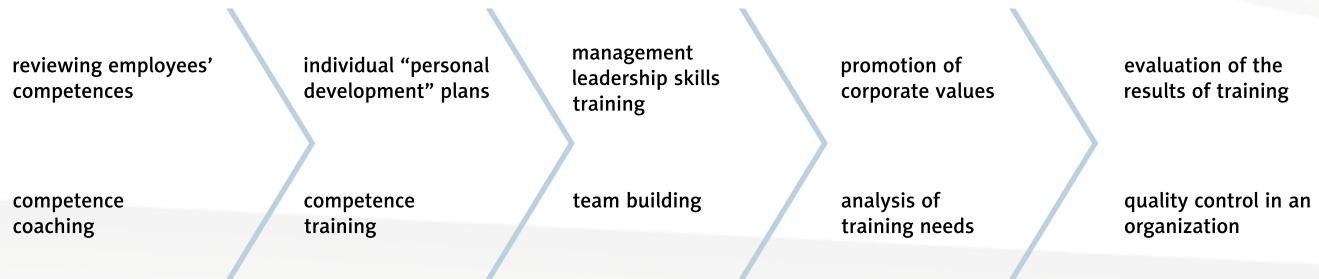 reviewing employees’
competences
individual “personal
development” plans
management
leadership skills
training
promotion of
corporate values
evaluation of the
results of training
competence
coaching
competence
training
team building
analysis of
training needs
quality control in an
organization